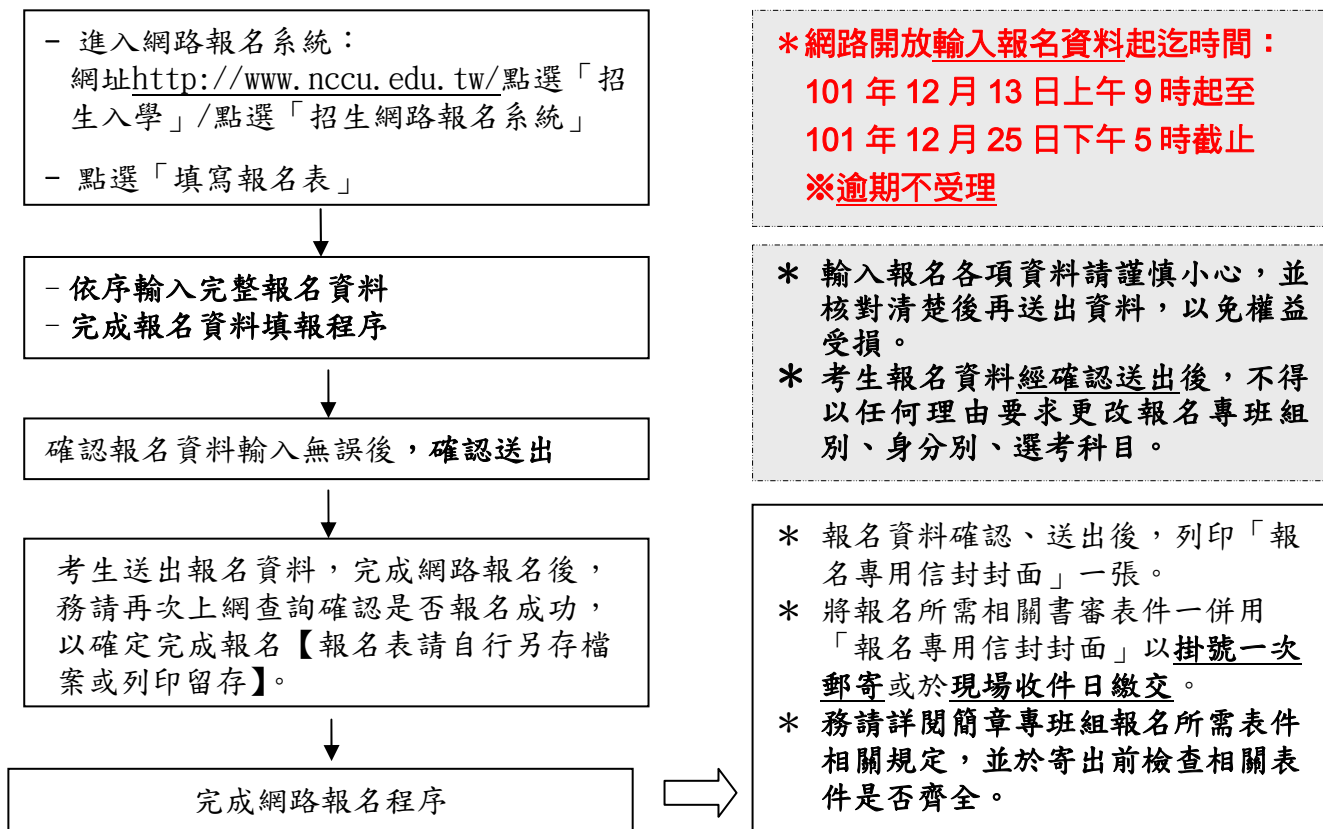 - 進入網路報名系統：
網址http://www.nccu.edu.tw/點選「招
生入學」/點選「招生網路報名系統」
- 點選「填寫報名表」
- 依序輸入完整報名資料
- 完成報名資料填報程序
確認報名資料輸入無誤後，確認送出
考生送出報名資料，完成網路報名後，
務請再次上網查詢確認是否報名成功，
以確定完成報名【報名表請自行另存檔
案或列印留存】。
完成網路報名程序
＊網路開放輸入報名資料起迄時間：
101 年 12 月 13 日上午 9 時起至
101 年 12 月 25 日下午 5 時截止
※逾期不受理
＊ 輸入報名各項資料請謹慎小心，並
核對清楚後再送出資料，以免權益
受損。
＊ 考生報名資料經確認送出後，不得
以任何理由要求更改報名專班組
別、身分別、選考科目。
＊ 報名資料確認、送出後，列印「報
名專用信封封面」一張。
＊ 將報名所需相關書審表件一併用
「報名專用信封封面」以掛號一次
郵寄或於現場收件日繳交。
＊ 務請詳閱簡章專班組報名所需表件
相關規定，並於寄出前檢查相關表
件是否齊全。